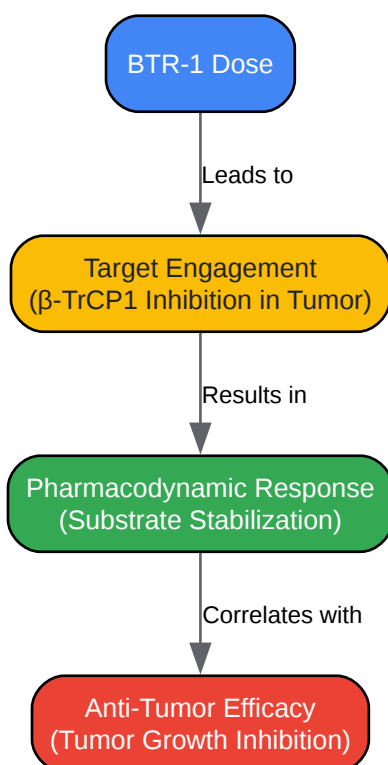 BTR-1 Dose
Leads to
Target Engagement
(β-TrCP1 Inhibition in Tumor)
Results in
Pharmacodynamic Response
(Substrate Stabilization)
Correlates with
Anti-Tumor Efficacy
(Tumor Growth Inhibition)